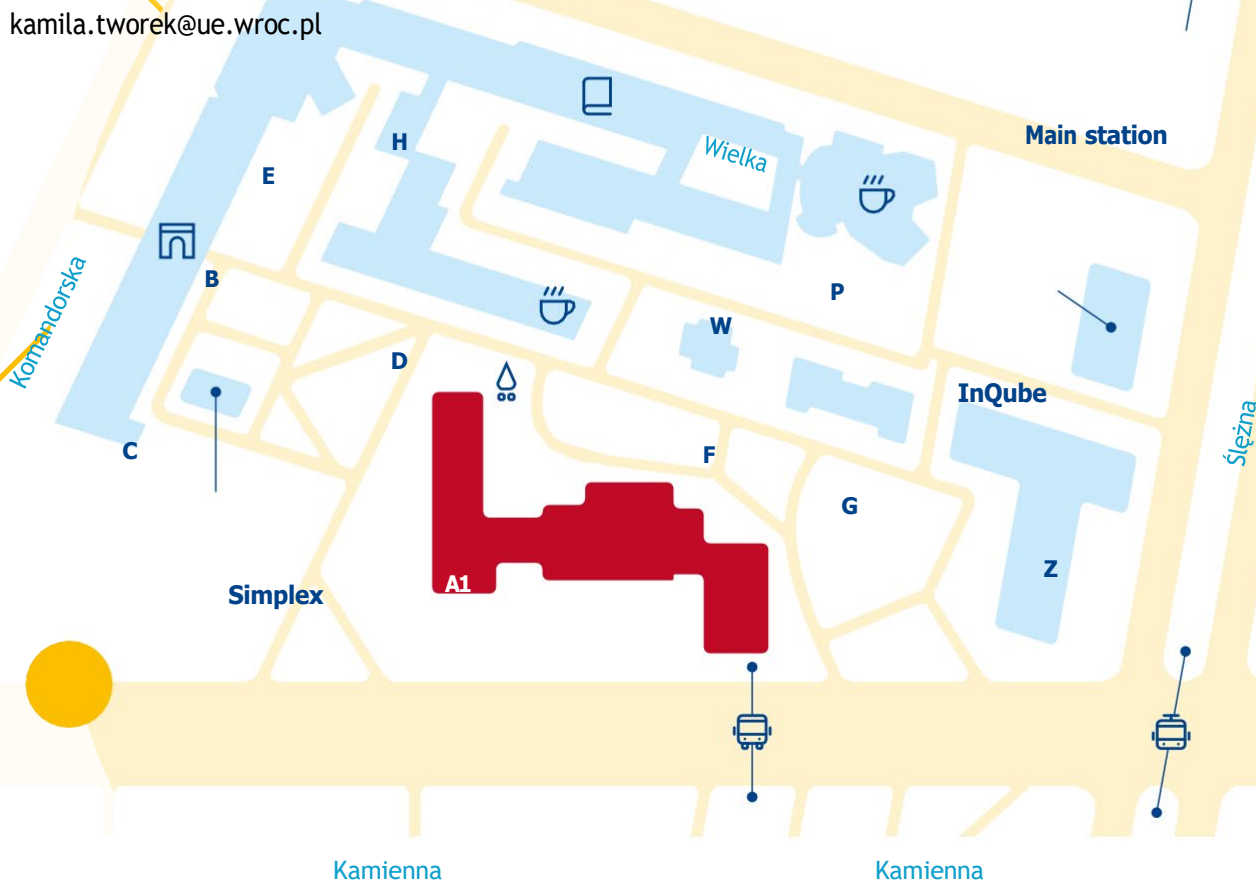 kamila.tworek@ue.wroc.pl
Main station
H
Wielka
E
B
Komandorska
P
W
D
InQube
Ślężna
C
F
G
Z
A1
Simplex
Kamienna
Kamienna